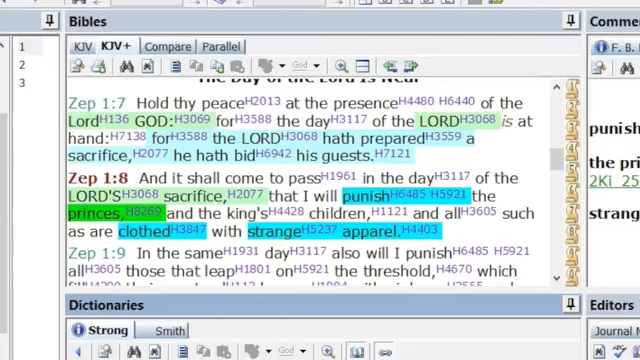 Bibles
Commen
1
2
3
KJV KJV+ Compare Parallel
God
F. B.
The Day of the Lord Is Near
Zep 1:7 Hold thy peace H2013 at the presence H4480 H6440 of the
Lord H136 GOD: H3069 for H3588 the day H3117 of the LORD H3068 is at
hand: H7138 for H3588 the LORD H3068 hath prepared H3559 a
sacrifice, H2077 he hath bid H6942 his guests. H7121
Zep 1:8 And it shall come to pass H1961 in the day H3117 of the
LORD'S H3068 sacrifice, H2077 that I will punish H6485 H5921 the
princes, H8269 and the king's H4428 children, H1121 and all H3605 such
as are clothed H3847 with strange H5237 apparel. H4403
Zep 1:9 In the same H1931 day H3117 also will I punish H6485 H5921
all H3605 those that leap H1801 on H5921 the threshold, H4670 which
punish
the pri
2Ki_25
strang
Dictionaries
Editors
Strong Smith
Journal N
God